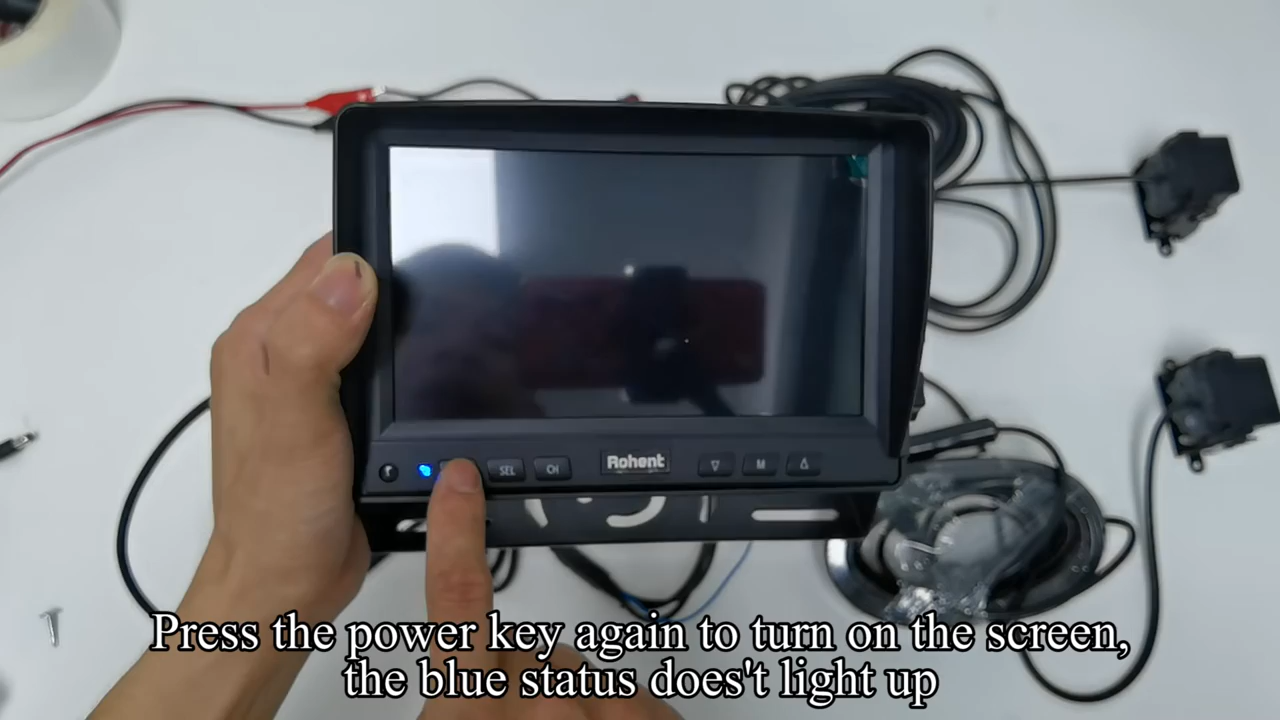 SEL
CH
Rohent
M
Press the power key again to turn on the screen,
the blue status does't light up